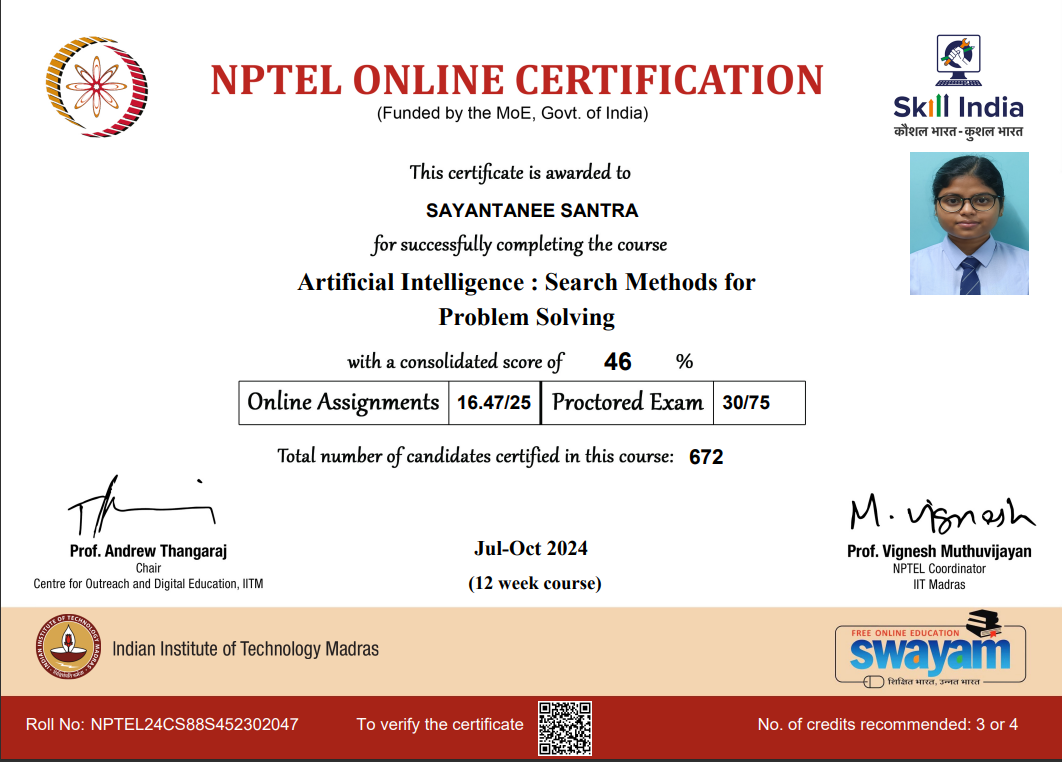 NPTEL ONLINE CERTIFICATION
(Funded by the MoE, Govt. of India)
Skill India
कौशल भारत - कुशल भारत
This certificate is awarded to
SAYANTANEE SANTRA
for successfully completing the course
Artificial Intelligence : Search Methods for
Problem Solving
with a consolidated score of 46 %
Online Assignments 16.47/25 Proctored Exam 30/75
Total number of candidates certified in this course: 672
M. Vignesh
Prof. Andrew Thangaraj
Chair
Centre for Outreach and Digital Education, IITM
Jul-Oct 2024
(12 week course)
Prof. Vignesh Muthuvijayan
NPTEL Coordinator
IIT Madras
INDIAN INSTITUTE OF TECHNOLOGY MADRAS
Indian Institute of Technology Madras
FREE ONLINE EDUCATION
swayam
शिक्षित भारत, उन्नत भारत
Roll No: NPTEL24CS88S452302047
To verify the certificate
No. of credits recommended: 3 or 4